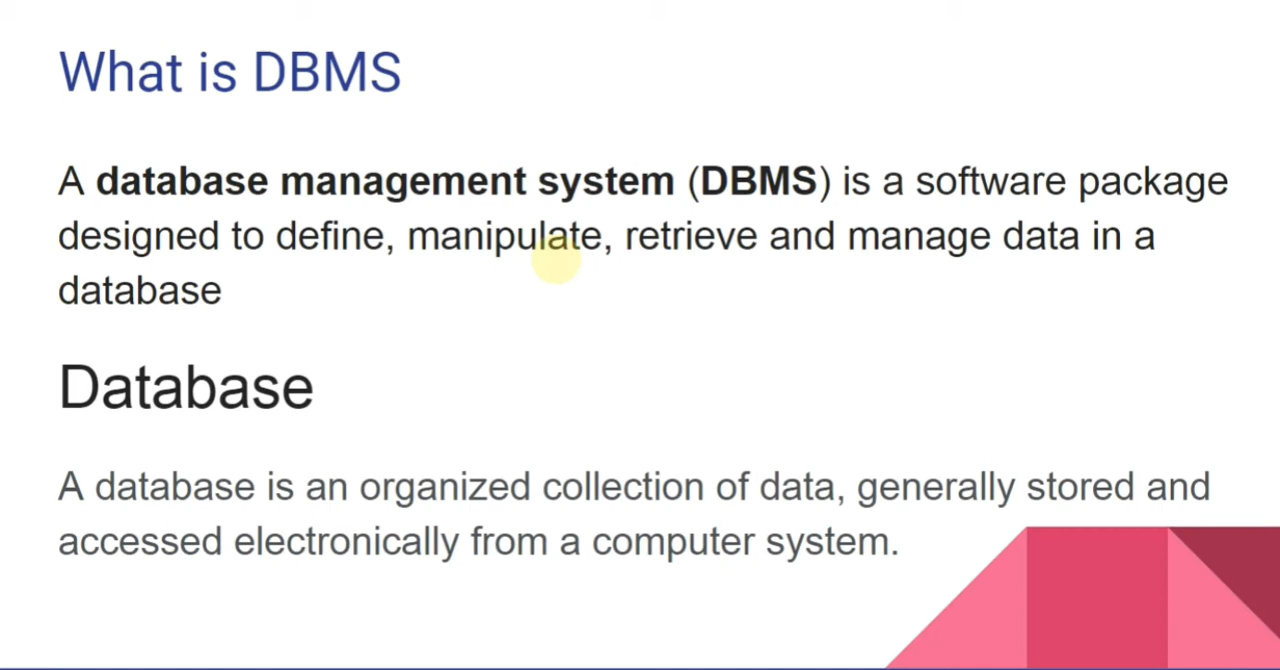 What is DBMS
A database management system (DBMS) is a software package
designed to define, manipulate, retrieve and manage data in a
database
Database
A database is an organized collection of data, generally stored and
accessed electronically from a computer system.